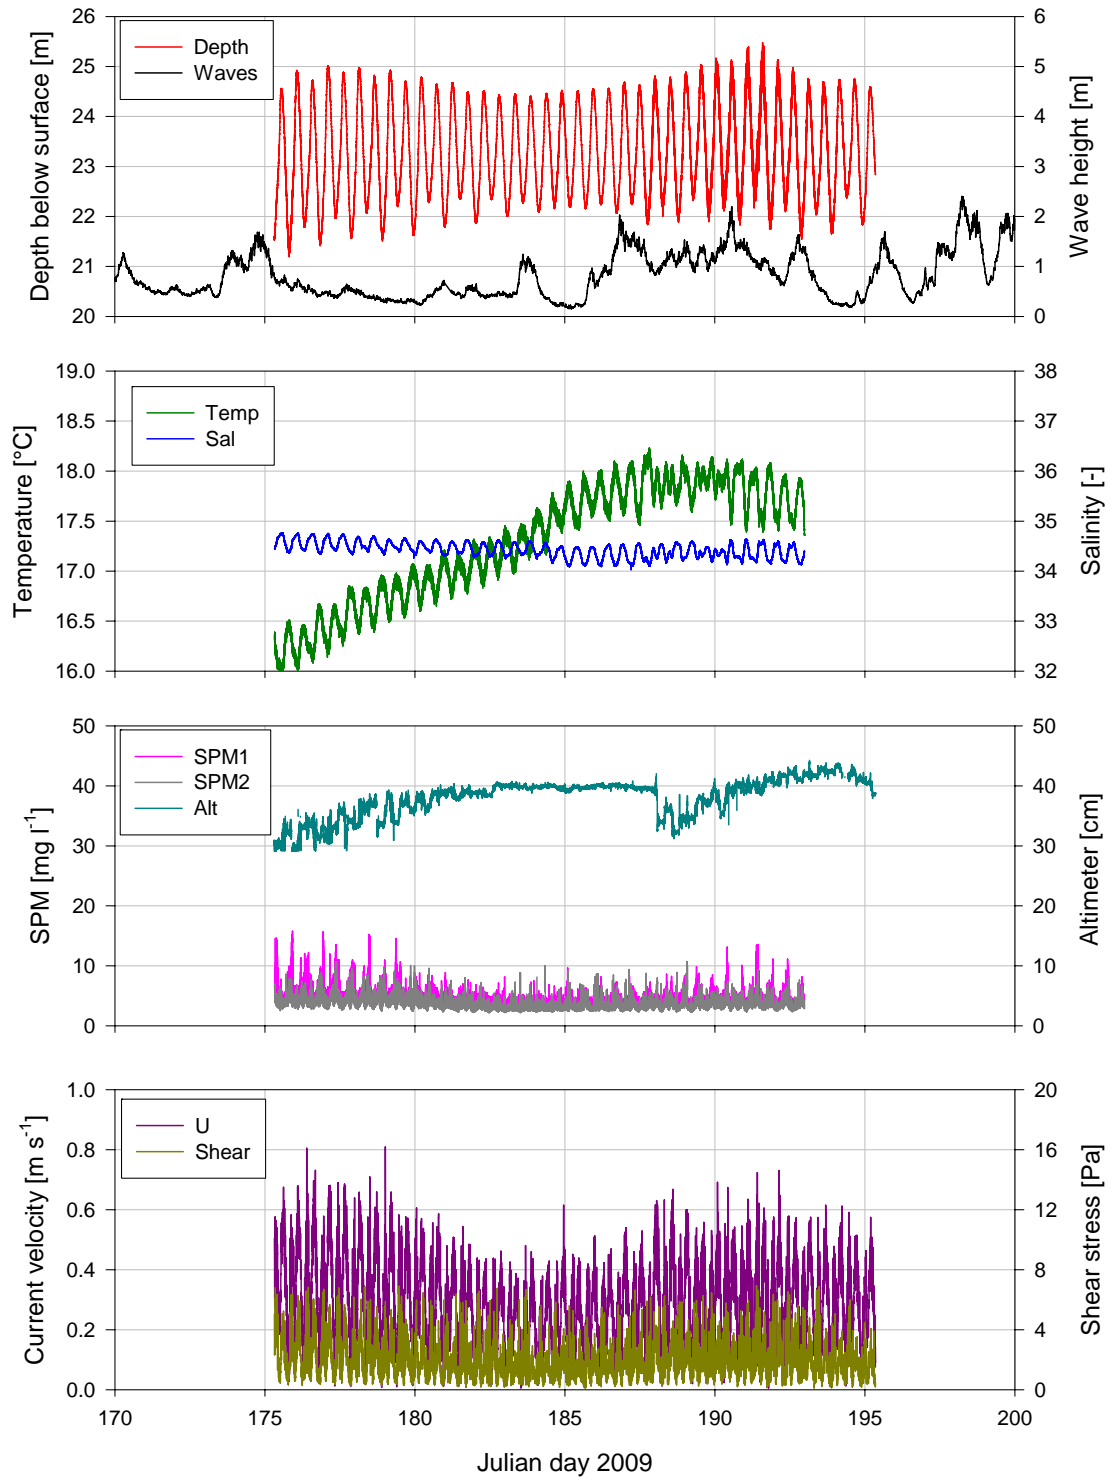 26 6
Depth
Waves
25 5
24 4
23 3
22 2
21 1
20 0
Depth below surface [m]
Wave height [m]
19.0 38
Temp
Sal
18.5 37
18.0 36
17.5 35
17.0 34
16.5 33
16.0 32
Temperature [°C]
Salinity [-]
50 50
SPM1
SPM2
Alt
40 40
30 30
20 20
10 10
0 0
SPM [mg l-1]
Altimeter [cm]
1.0 20
U
Shear
0.8 16
0.6 12
0.4 8
0.2 4
0.0 0
Current velocity [m s-1]
Shear stress [Pa]
170 175 180 185 190 195 200
Julian day 2009